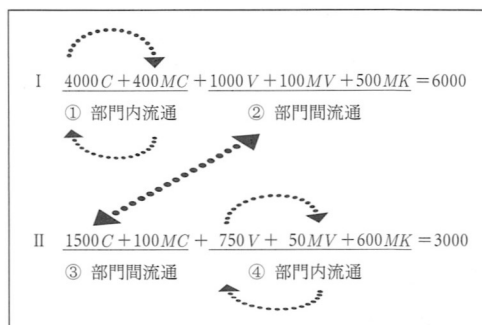 I 4000C+400MC+1000V+100MV+500MK=6000
① 部門内流通 ② 部門間流通
II 1500C+100MC+ 750V+ 50MV+600MK=3000
③ 部門間流通 ④ 部門内流通